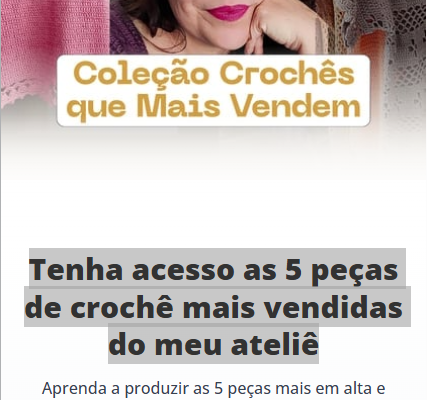 Coleção Crochês
que Mais Vendem
Tenha acesso as 5 peças
de crochê mais vendidas
do meu ateliê
Aprenda a produzir as 5 peças mais em alta e